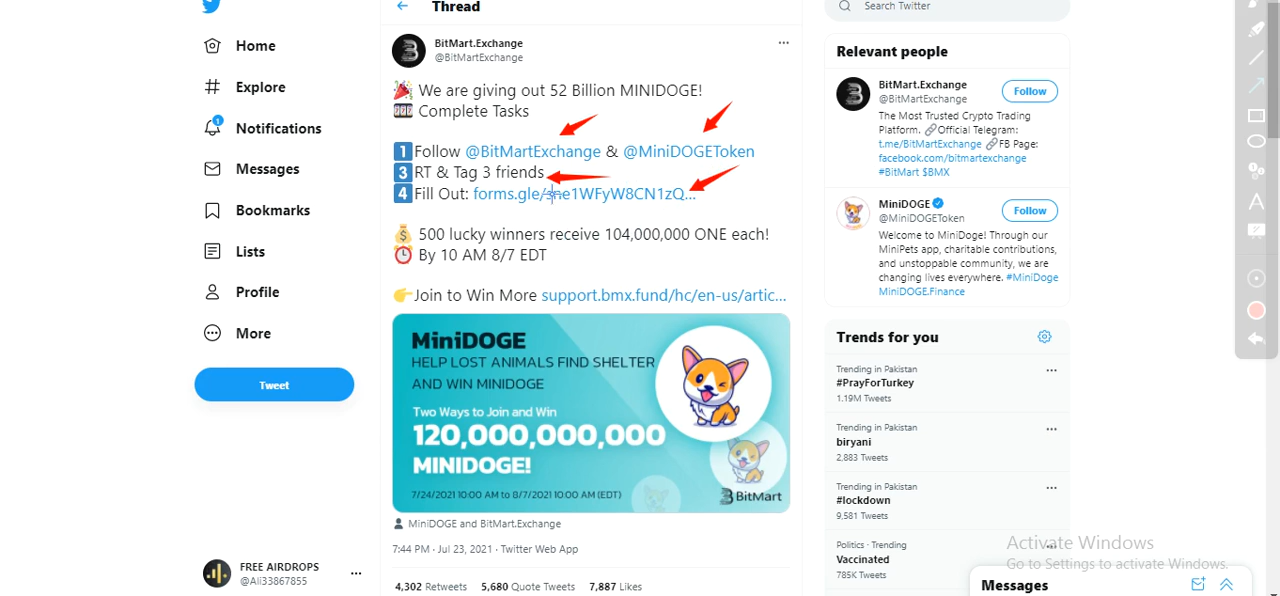 Home
Explore
1
Notifications
Messages
Bookmarks
Lists
Profile
More
Tweet
FREE AIRDROPS
@Ali33867855
Thread
BitMart.Exchange
@BitMartExchange
🎉 We are giving out 52 Billion MINIDOGE!
🎰 Complete Tasks
1️⃣Follow @BitMartExchange & @MiniDOGEToken
3️⃣RT & Tag 3 friends
4️⃣Fill Out: forms.gle/
💰 500 lucky winners receive 104,000,000 ONE each!
⏰ By 10 AM 8/7 EDT
👉Join to Win More support.bmx.fund/hc/en-us/artic...
MiniDOGE
HELP LOST ANIMALS FIND SHELTER
AND WIN MINIDOGE
Two Ways to Join and Win
120,000,000,000
MINIDOGE!
7/24/2021 10:00 AM to 8/7/2021 10:00 AM (EDT)
BitMart
MiniDOGE and BitMart.Exchange
7:44 PM · Jul 23, 2021 · Twitter Web App
4,302 Retweets 5,680 Quote Tweets 7,887 Likes
Search Twitter
Relevant people
BitMart.Exchange
@BitMartExchange
Follow
The Most Trusted Crypto Trading
Platform. 🔗Official Telegram:
t.me/BitMartExchange 🔗FB Page:
facebook.com/bitmartexchange
#BitMart $BMX
MiniDOGE
@MiniDOGEToken
Follow
Welcome to MiniDoge! Through our
MiniPets app, charitable contributions,
and unstoppable community, we are
changing lives everywhere. #MiniDoge
MiniDOGE.Finance
Trends for you
Trending in Pakistan
#PrayForTurkey
1.19M Tweets
Trending in Pakistan
biryani
2,883 Tweets
Trending in Pakistan
#lockdown
9,581 Tweets
Politics · Trending
Vaccinated
785K Tweets
Activate Windows
Go to Settings to activate Windows.
Messages
A